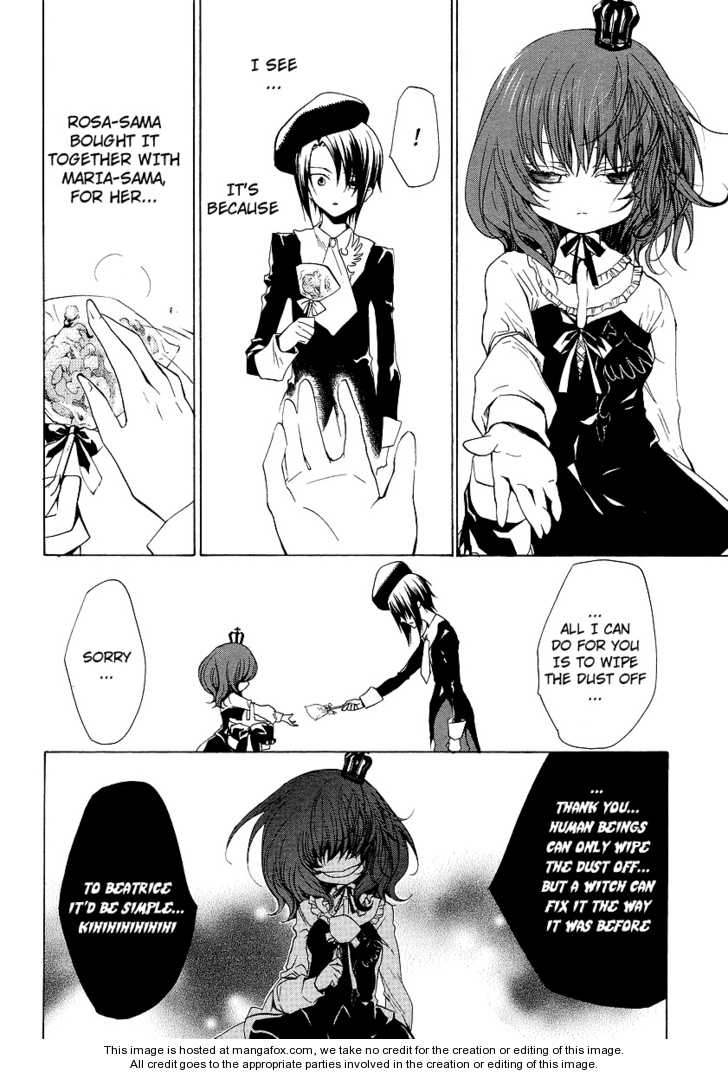 !
I SEE
...
IT'S
BECAUSE
ROSA-SAMA
BOUGHT IT
TOGETHER WITH
MARIA-SAMA,
FOR HER...
...
ALL I CAN
DO FOR YOU
IS TO WIPE
THE DUST OFF
...
SORRY
...
...
THANK YOU...
HUMAN BEINGS
CAN ONLY WIPE
THE DUST OFF...
BUT A WITCH CAN
FIX IT THE WAY
IT WAS BEFORE
TO BEATRICE
IT'D BE SIMPLE...
KIHIHIHIHIHIHI
This image is hosted at mangafox.com, we take no credit for the creation or editing of this image.
All credit goes to the appropriate parties involved in the creation or editing of this image.